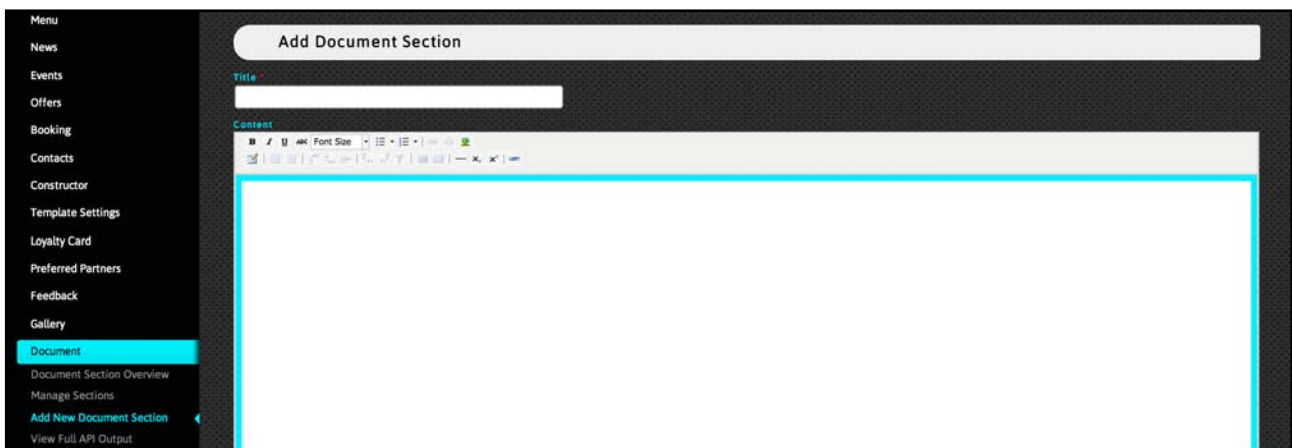 Menu
News
Events
Offers
Booking
Contacts
Constructor
Template Settings
Loyalty Card
Preferred Partners
Feedback
Gallery
Document
Document Section Overview
Manage Sections
Add New Document Section
View Full API Output
Add Document Section
Title
Content
B I U ABC Font Size
x, x'